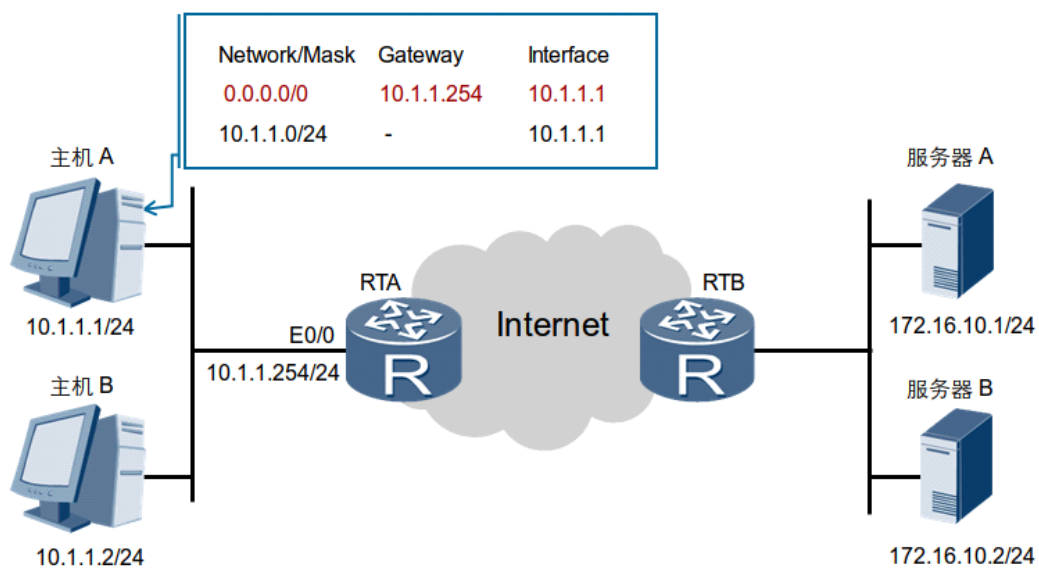 Network/Mask Gateway Interface
0.0.0.0/0 10.1.1.254 10.1.1.1
10.1.1.0/24 - 10.1.1.1
主机 A
服务器 A
RTA
RTB
10.1.1.1/24
E0/0
Internet
172.16.10.1/24
10.1.1.254/24
R
R
主机 B
服务器 B
10.1.1.2/24
172.16.10.2/24